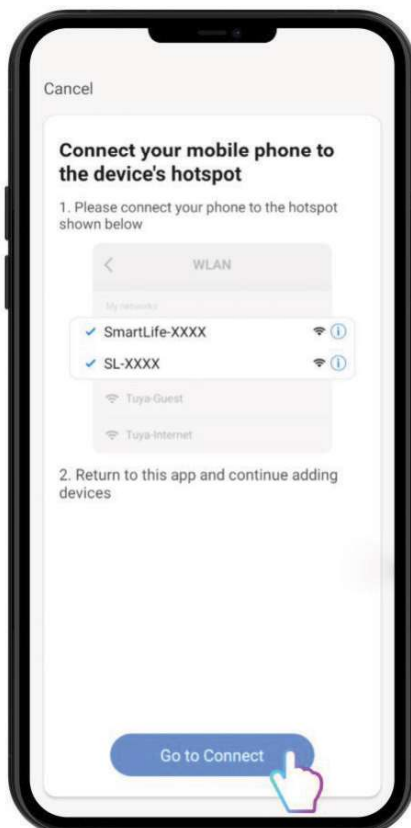 Cancel
Connect your mobile phone to
the device's hotspot
1. Please connect your phone to the hotspot
shown below
WLAN
My networks
SmartLife-XXXX
SL-XXXX
Tuya-Guest
Tuya-Internet
2. Return to this app and continue adding
devices
Go to Connect